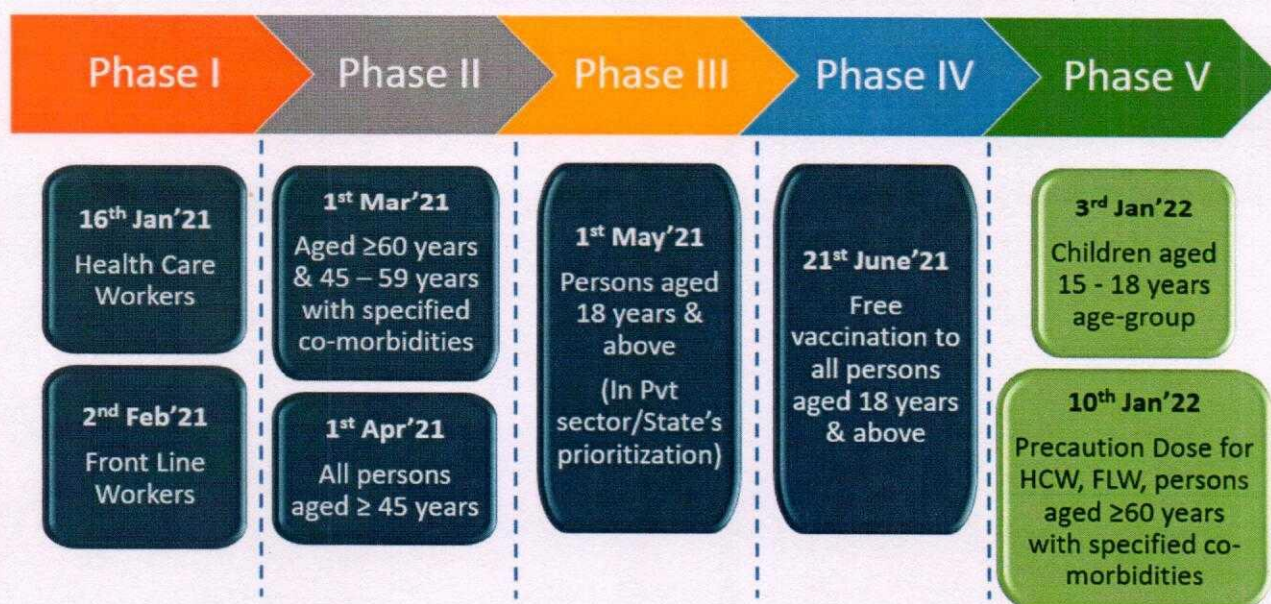 Phase I
Phase II
Phase III
Phase IV
Phase V
16th Jan'21
Health Care
Workers
2nd Feb'21
Front Line
Workers
1st Mar'21
Aged ≥60 years
& 45 – 59 years
with specified
co-morbidities
1st Apr'21
All persons
aged ≥ 45 years
1st May'21
Persons aged
18 years &
above
(In Pvt
sector/State's
prioritization)
21st June'21
Free
vaccination to
all persons
aged 18 years
& above
3rd Jan'22
Children aged
15 - 18 years
age-group
10th Jan'22
Precaution Dose for
HCW, FLW, persons
aged ≥60 years
with specified co-
morbidities